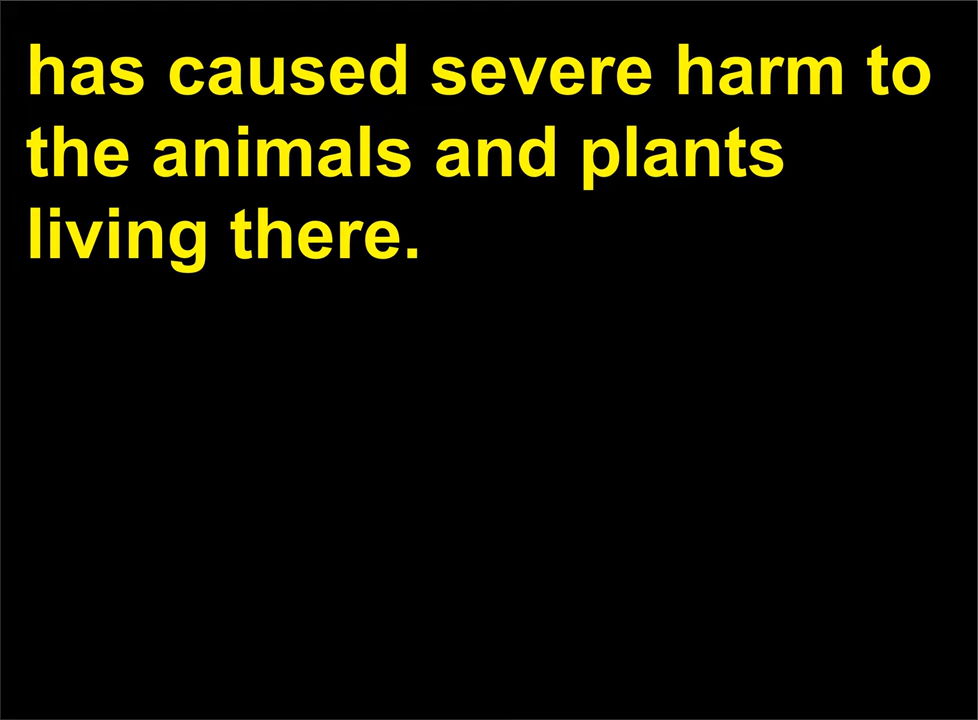 has caused severe harm to
the animals and plants
living there.